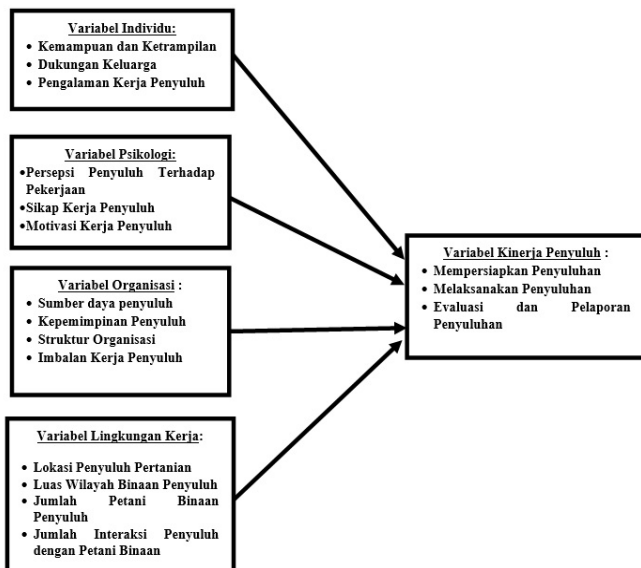 Variabel Individu:
• Kemampuan dan Ketrampilan
• Dukungan Keluarga
• Pengalaman Kerja Penyuluh
Variabel Psikologi:
•Persepsi Penyuluh Terhadap
Pekerjaan
•Sikap Kerja Penyuluh
•Motivasi Kerja Penyuluh
Variabel Organisasi :
• Sumber daya penyuluh
• Kepemimpinan Penyuluh
• Struktur Organisasi
• Imbalan Kerja Penyuluh
Variabel Lingkungan Kerja:
• Lokasi Penyuluh Pertanian
• Luas Wilayah Binaan Penyuluh
• Jumlah Petani Binaan
Penyuluh
• Jumlah Interaksi Penyuluh
dengan Petani Binaan
Variabel Kinerja Penyuluh :
• Mempersiapkan Penyuluhan
• Melaksanakan Penyuluhan
• Evaluasi dan Pelaporan
Penyuluhan